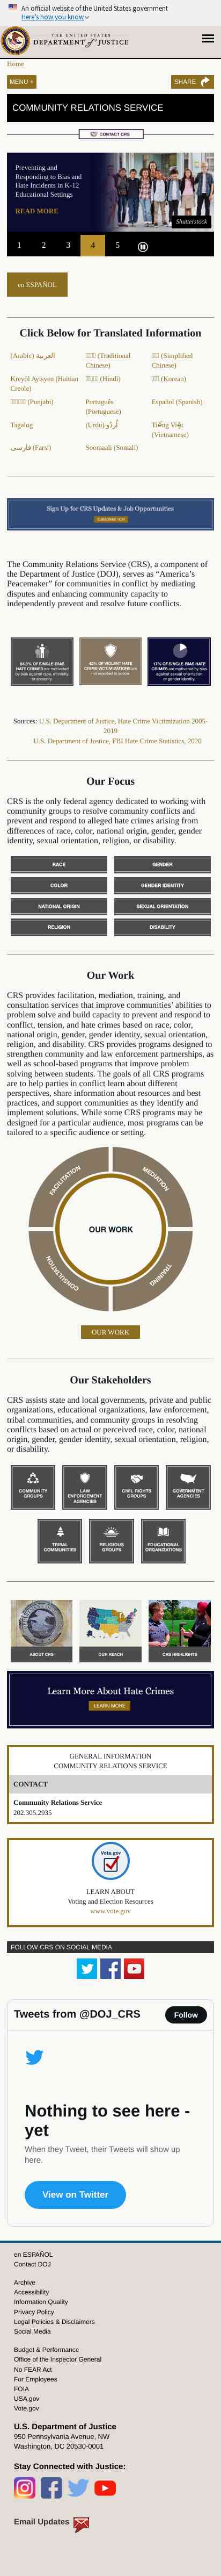 An official website of the United States government
Here's how you know
THE UNITED STATES
DEPARTMENT of JUSTICE
Home
MENU +
SHARE
COMMUNITY RELATIONS SERVICE
CONTACT CRS
Preventing and
Responding to Bias and
Hate Incidents in K-12
Educational Settings
READ MORE
Shutterstock
1 2 3 4 5
en ESPAÑOL
Click Below for Translated Information
(Arabic) العربية
(Traditional
Chinese)
(Simplified
Chinese)
Kreyòl Ayisyen (Haitian
Creole)
(Hindi)
(Korean)
(Punjabi)
Português
(Portuguese)
Español (Spanish)
Tagalog
(Urdu) اُردُو
Tiếng Việt
(Vietnamese)
فارسی (Farsi)
Soomaali (Somali)
Sign Up for CRS Updates & Job Opportunities
SUBSCRIBE NOW
The Community Relations Service (CRS), a component of
the Department of Justice (DOJ), serves as “America’s
Peacemaker” for communities in conflict by mediating
disputes and enhancing community capacity to
independently prevent and resolve future conflicts.
HATE CRIMES are motivated
by bias against race, ethnicity,
or ancestry.
42% OF VIOLENT HATE
CRIME VICTIMIZATIONS are
not reported to police.
17% OF SINGLE-BIAS HATE
CRIMES are motivated by bias
against sexual orientation
or gender identity.
Sources: U.S. Department of Justice, Hate Crime Victimization 2005-
2019
U.S. Department of Justice, FBI Hate Crime Statistics, 2020
Our Focus
CRS is the only federal agency dedicated to working with
community groups to resolve community conflicts and
prevent and respond to alleged hate crimes arising from
differences of race, color, national origin, gender, gender
identity, sexual orientation, religion, or disability.
RACE
GENDER
COLOR
GENDER IDENTITY
NATIONAL ORIGIN
SEXUAL ORIENTATION
RELIGION
DISABILITY
Our Work
CRS provides facilitation, mediation, training, and
consultation services that improve communities’ abilities to
problem solve and build capacity to prevent and respond to
conflict, tension, and hate crimes based on race, color,
national origin, gender, gender identity, sexual orientation,
religion, and disability. CRS provides programs designed to
strengthen community and law enforcement partnerships, as
well as school-based programs that improve problem
solving between students. The goals of all CRS programs
are to help parties in conflict learn about different
perspectives, share information about resources and best
practices, and support communities as they identify and
implement solutions. While some CRS programs may be
designed for a particular audience, most programs can be
tailored to a specific audience or setting.
FACILITATION
MEDIATION
OUR WORK
CONSULTATION
TRAINING
OUR WORK
Our Stakeholders
CRS assists state and local governments, private and public
organizations, educational organizations, law enforcement,
tribal communities, and community groups in resolving
conflicts based on actual or perceived race, color, national
origin, gender, gender identity, sexual orientation, religion,
or disability.
COMMUNITY
GROUPS
LAW
ENFORCEMENT
AGENCIES
CIVIL RIGHTS
GROUPS
GOVERNMENT
AGENCIES
TRIBAL
COMMUNITIES
RELIGIOUS
GROUPS
EDUCATIONAL
ORGANIZATIONS
ABOUT CRS
OUR REACH
CRS HIGHLIGHTS
Learn More About Hate Crimes
LEARN MORE
GENERAL INFORMATION
COMMUNITY RELATIONS SERVICE
CONTACT
Community Relations Service
202.305.2935
Vote.gov
LEARN ABOUT
Voting and Election Resources
www.vote.gov
FOLLOW CRS ON SOCIAL MEDIA
Tweets from @DOJ_CRS
Follow
Nothing to see here -
yet
When they Tweet, their Tweets will show up
here.
View on Twitter
en ESPAÑOL
Contact DOJ
Archive
Accessibility
Information Quality
Privacy Policy
Legal Policies & Disclaimers
Social Media
Budget & Performance
Office of the Inspector General
No FEAR Act
For Employees
FOIA
USA.gov
Vote.gov
U.S. Department of Justice
950 Pennsylvania Avenue, NW
Washington, DC 20530-0001
Stay Connected with Justice:
Email Updates